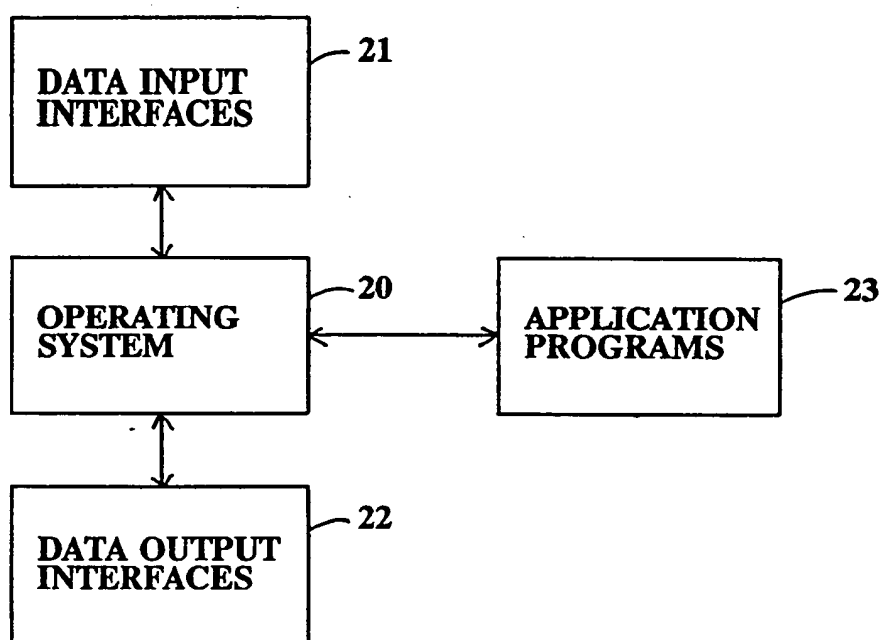 21
DATA INPUT
INTERFACES
20
OPERATING
SYSTEM
23
APPLICATION
PROGRAMS
22
DATA OUTPUT
INTERFACES